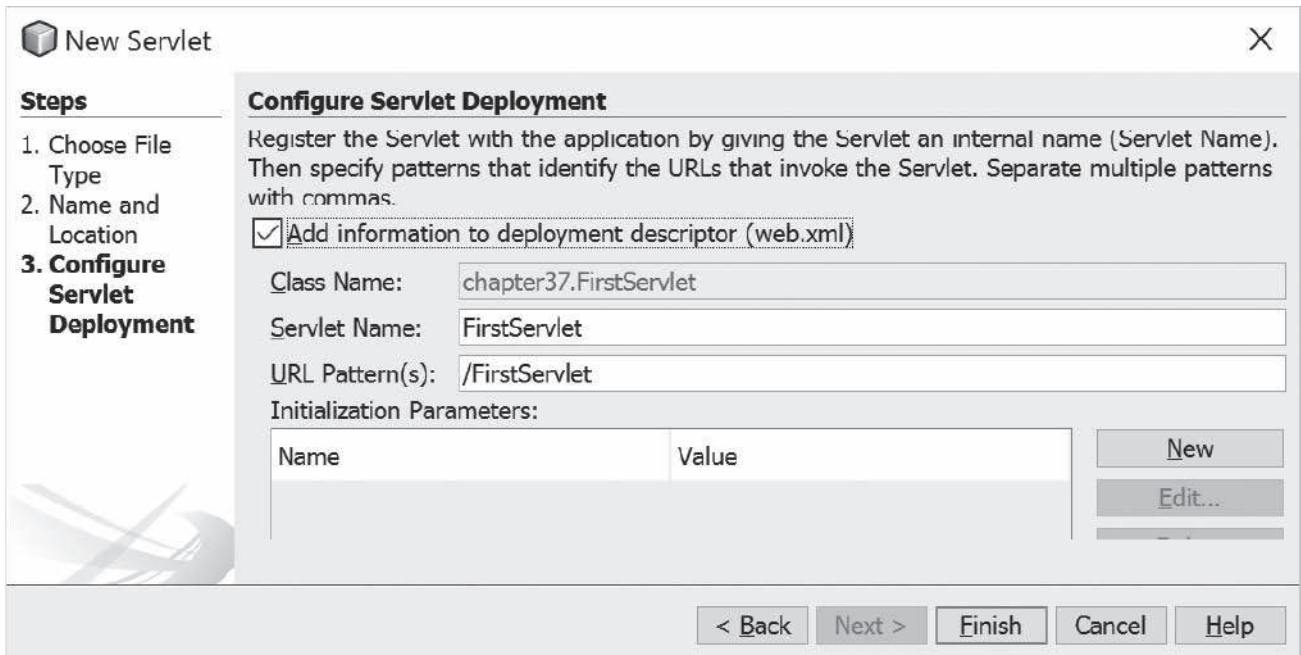 New Servlet
Steps
1. Choose File
Type
2. Name and
Location
3. Configure
Servlet
Deployment
Configure Servlet Deployment
Register the Servlet with the application by giving the Servlet an internal name (Servlet Name).
Then specify patterns that identify the URLs that invoke the Servlet. Separate multiple patterns
with commas.
Add information to deployment descriptor (web.xml)
Class Name: chapter37.FirstServlet
Servlet Name: FirstServlet
URL Pattern(s): /FirstServlet
Initialization Parameters:
Name Value
New
Edit...
< Back Next > Finish Cancel Help